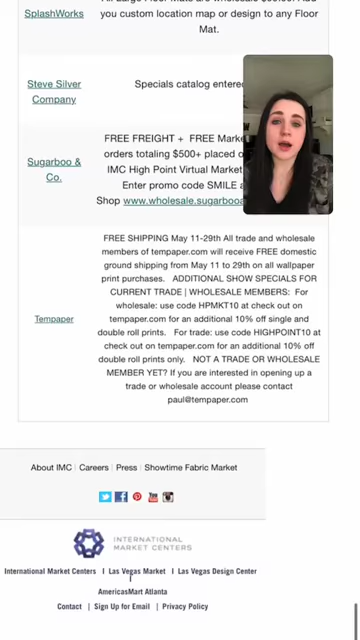 SplashWorks
All Large Floor Mats are wholesale
you custom location map or design to any Floor
Mat.
Steve Silver
Company
Specials catalog entered
Sugarboo &
Co.
FREE FREIGHT + FREE Marke
orders totaling $500+ placed o
IMC High Point Virtual Market
Enter promo code SMILE a
Shop www.wholesale.sugarboo
Tempaper
FREE SHIPPING May 11-29th All trade and wholesale
members of tempaper.com will receive FREE domestic
ground shipping from May 11 to 29th on all wallpaper
print purchases. ADDITIONAL SHOW SPECIALS FOR
CURRENT TRADE | WHOLESALE MEMBERS: For
wholesale: use code HPMKT10 at check out on
tempaper.com for an additional 10% off single and
double roll prints. For trade: use code HIGHPOINT10 at
check out on tempaper.com for an additional 10% off
double roll prints only. NOT A TRADE OR WHOLESALE
MEMBER YET? If you are interested in opening up a
trade or wholesale account please contact
paul@tempaper.com
About IMC | Careers | Press | Showtime Fabric Market
You Tube
INTERNATIONAL
MARKET CENTERS
International Market Centers | Las Vegas Market | Las Vegas Design Center
|
AmericasMart Atlanta
Contact | Sign Up for Email | Privacy Policy